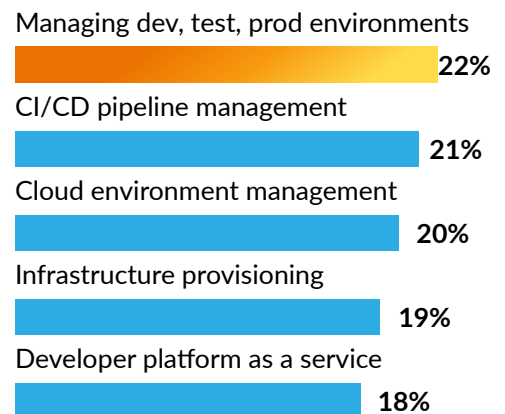 Managing dev, test, prod environments
22%
CI/CD pipeline management
21%
Cloud environment management
20%
Infrastructure provisioning
19%
Developer platform as a service
18%